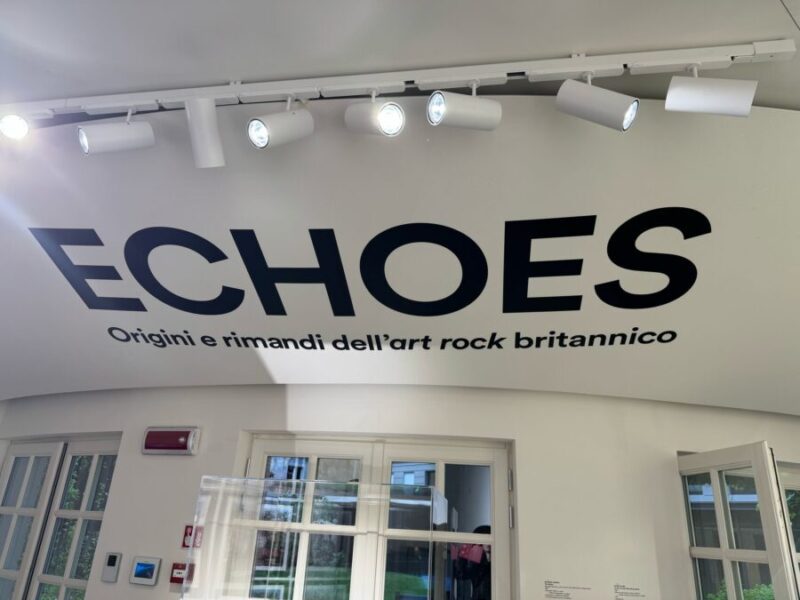 ECHOES
Origini e rimandi dell'art rock britannico